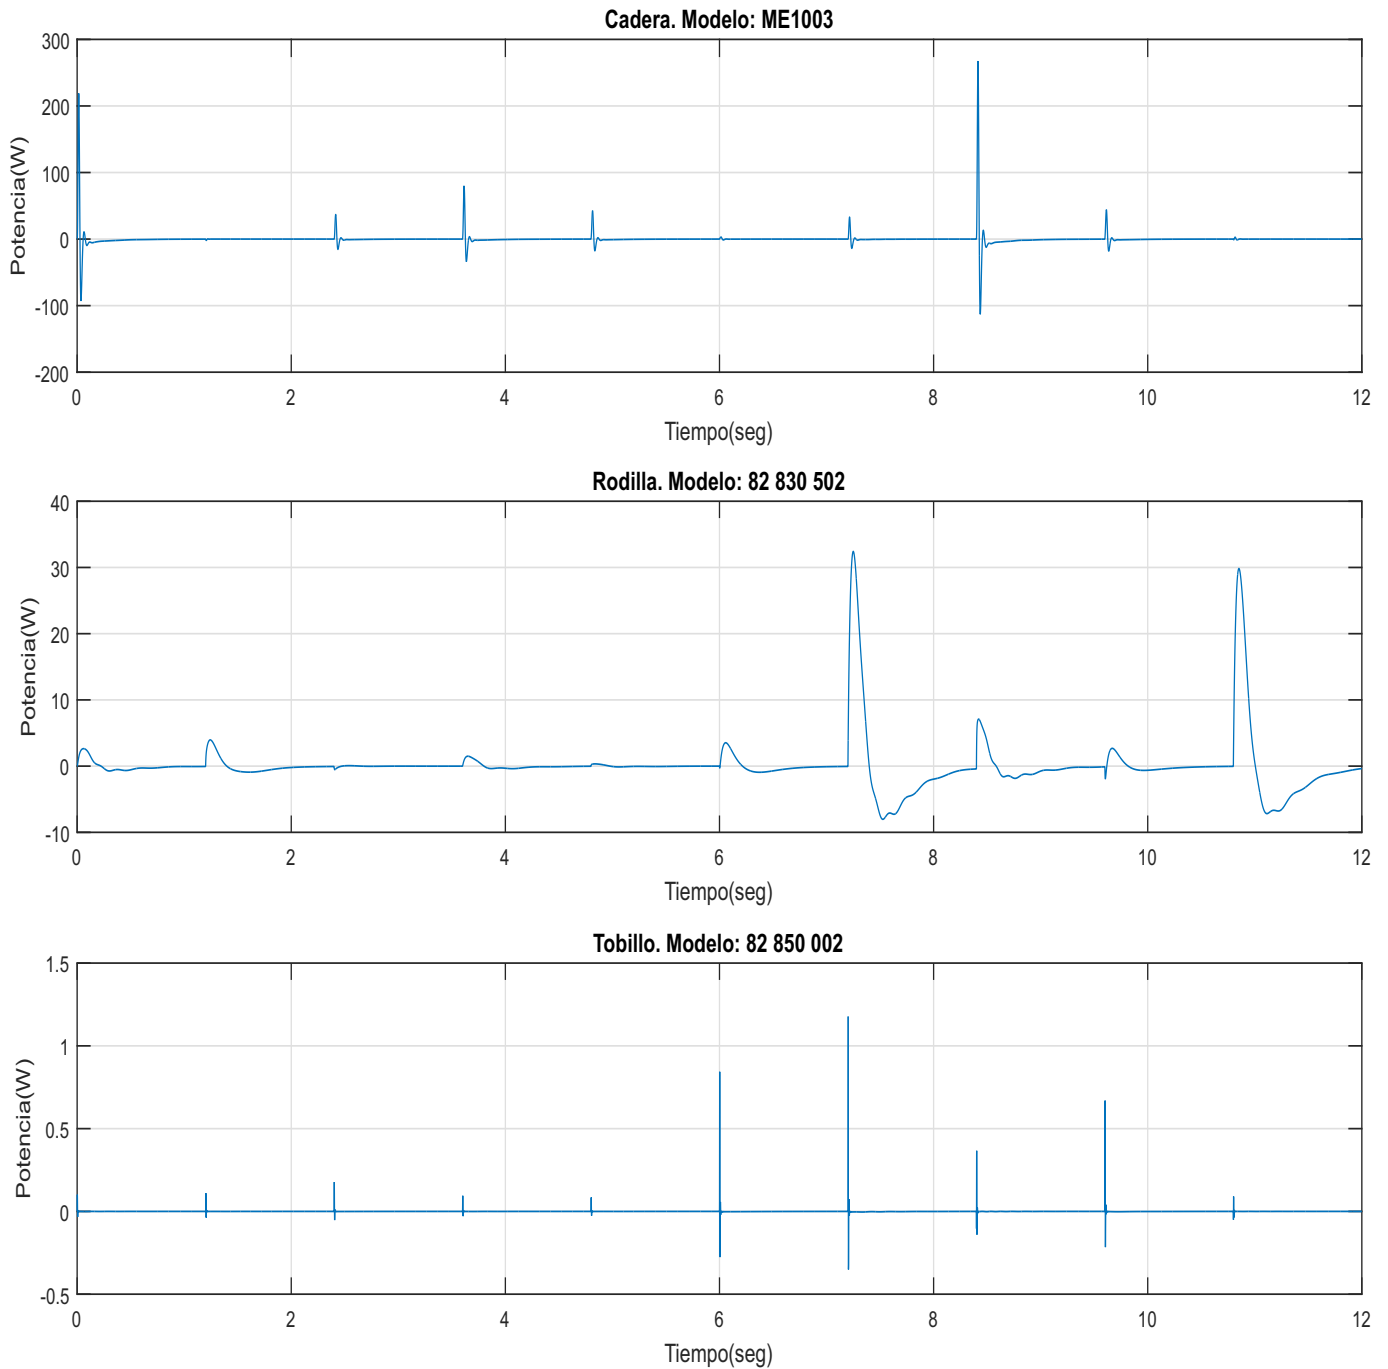 Cadera. Modelo: ME1003
300
200
100
0
-100
-200
Potencia(W)
0 2 4 6 8 10 12
Tiempo(seg)
Rodilla. Modelo: 82 830 502
40
30
20
10
0
-10
Potencia(W)
0 2 4 6 8 10 12
Tiempo(seg)
Tobillo. Modelo: 82 850 002
1.5
1
0.5
0
-0.5
Potencia(W)
0 2 4 6 8 10 12
Tiempo(seg)